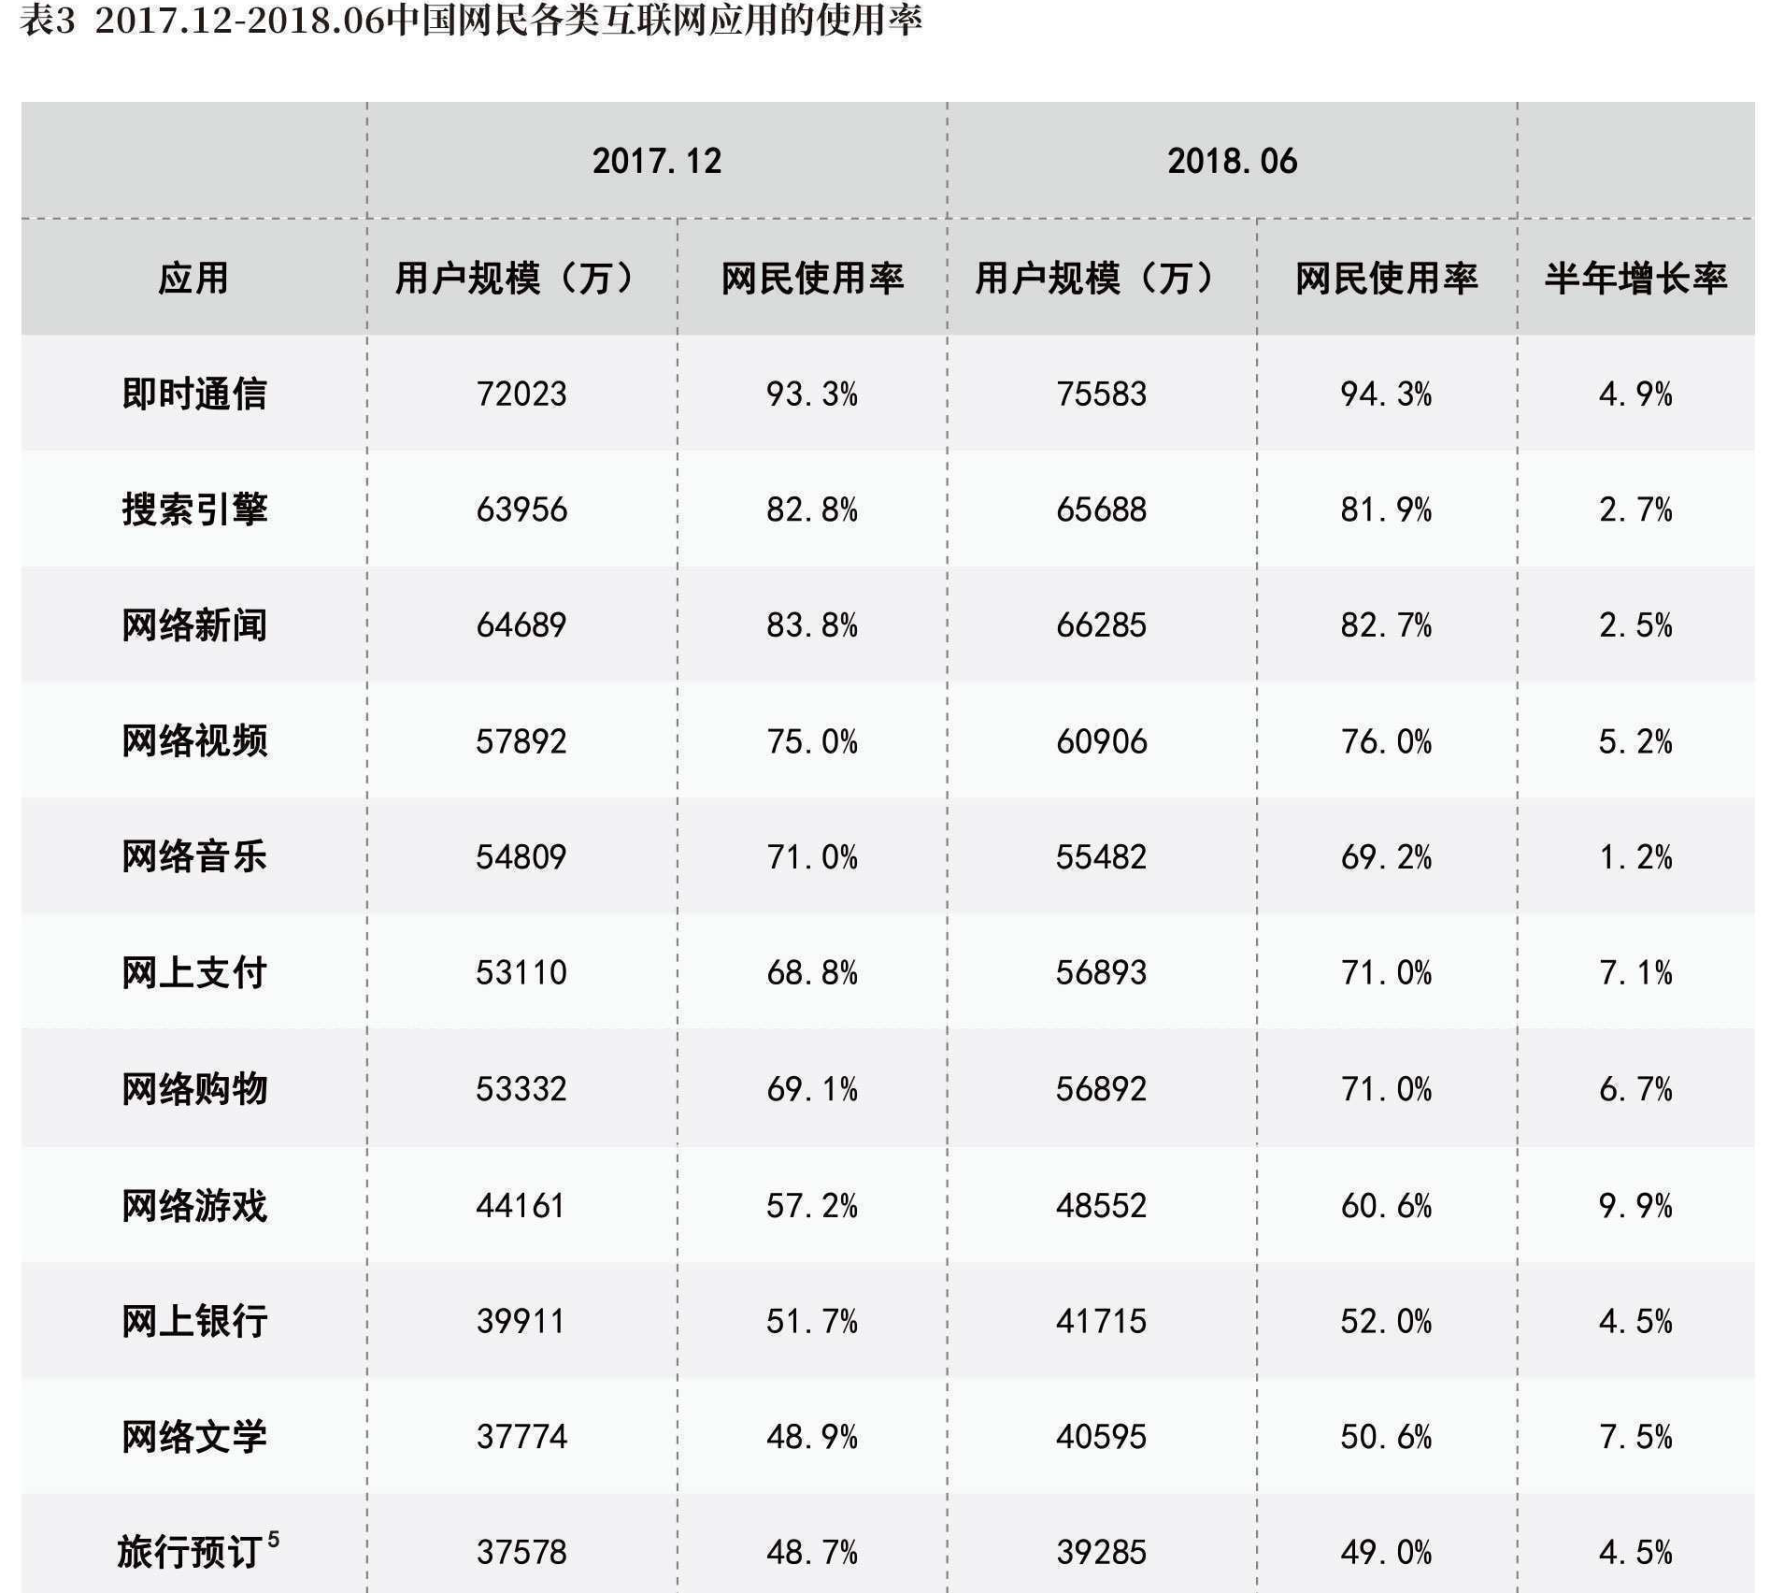 表3 2017.12-2018.06中国网民各类互联网应用的使用率
2017.12 2018.06
应用 用户规模（万） 网民使用率 用户规模（万） 网民使用率 半年增长率
即时通信 72023 93.3% 75583 94.3% 4.9%
搜索引擎 63956 82.8% 65688 81.9% 2.7%
网络新闻 64689 83.8% 66285 82.7% 2.5%
网络视频 57892 75.0% 60906 76.0% 5.2%
网络音乐 54809 71.0% 55482 69.2% 1.2%
网上支付 53110 68.8% 56893 71.0% 7.1%
网络购物 53332 69.1% 56892 71.0% 6.7%
网络游戏 44161 57.2% 48552 60.6% 9.9%
网上银行 39911 51.7% 41715 52.0% 4.5%
网络文学 37774 48.9% 40595 50.6% 7.5%
旅行预订5 37578 48.7% 39285 49.0% 4.5%